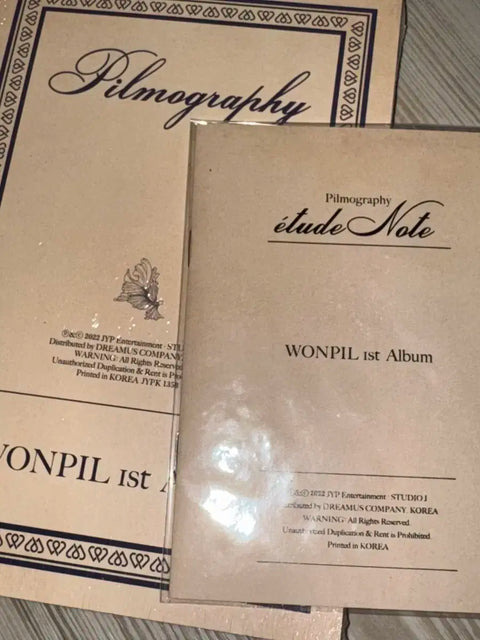 Pilmography
Ⓟ&ⓒ 2022 JYP Entertainment · STU
Distributed by DREAMUS COMPANY,
WARNING: All Rights Reserved
Unauthorized Duplication & Rent is Pro
Printed in KOREA JYPK 1358
WONPIL 1st A
Pilmography
étude Note
WONPIL 1st Album
&ⓒ 2022 JYP Entertainment · STUDIO J
tributed by DREAMUS COMPANY, KOREA
WARNING: All Rights Reserved
Unauthorized Duplication & Rent is Prohibited
Printed in KOREA